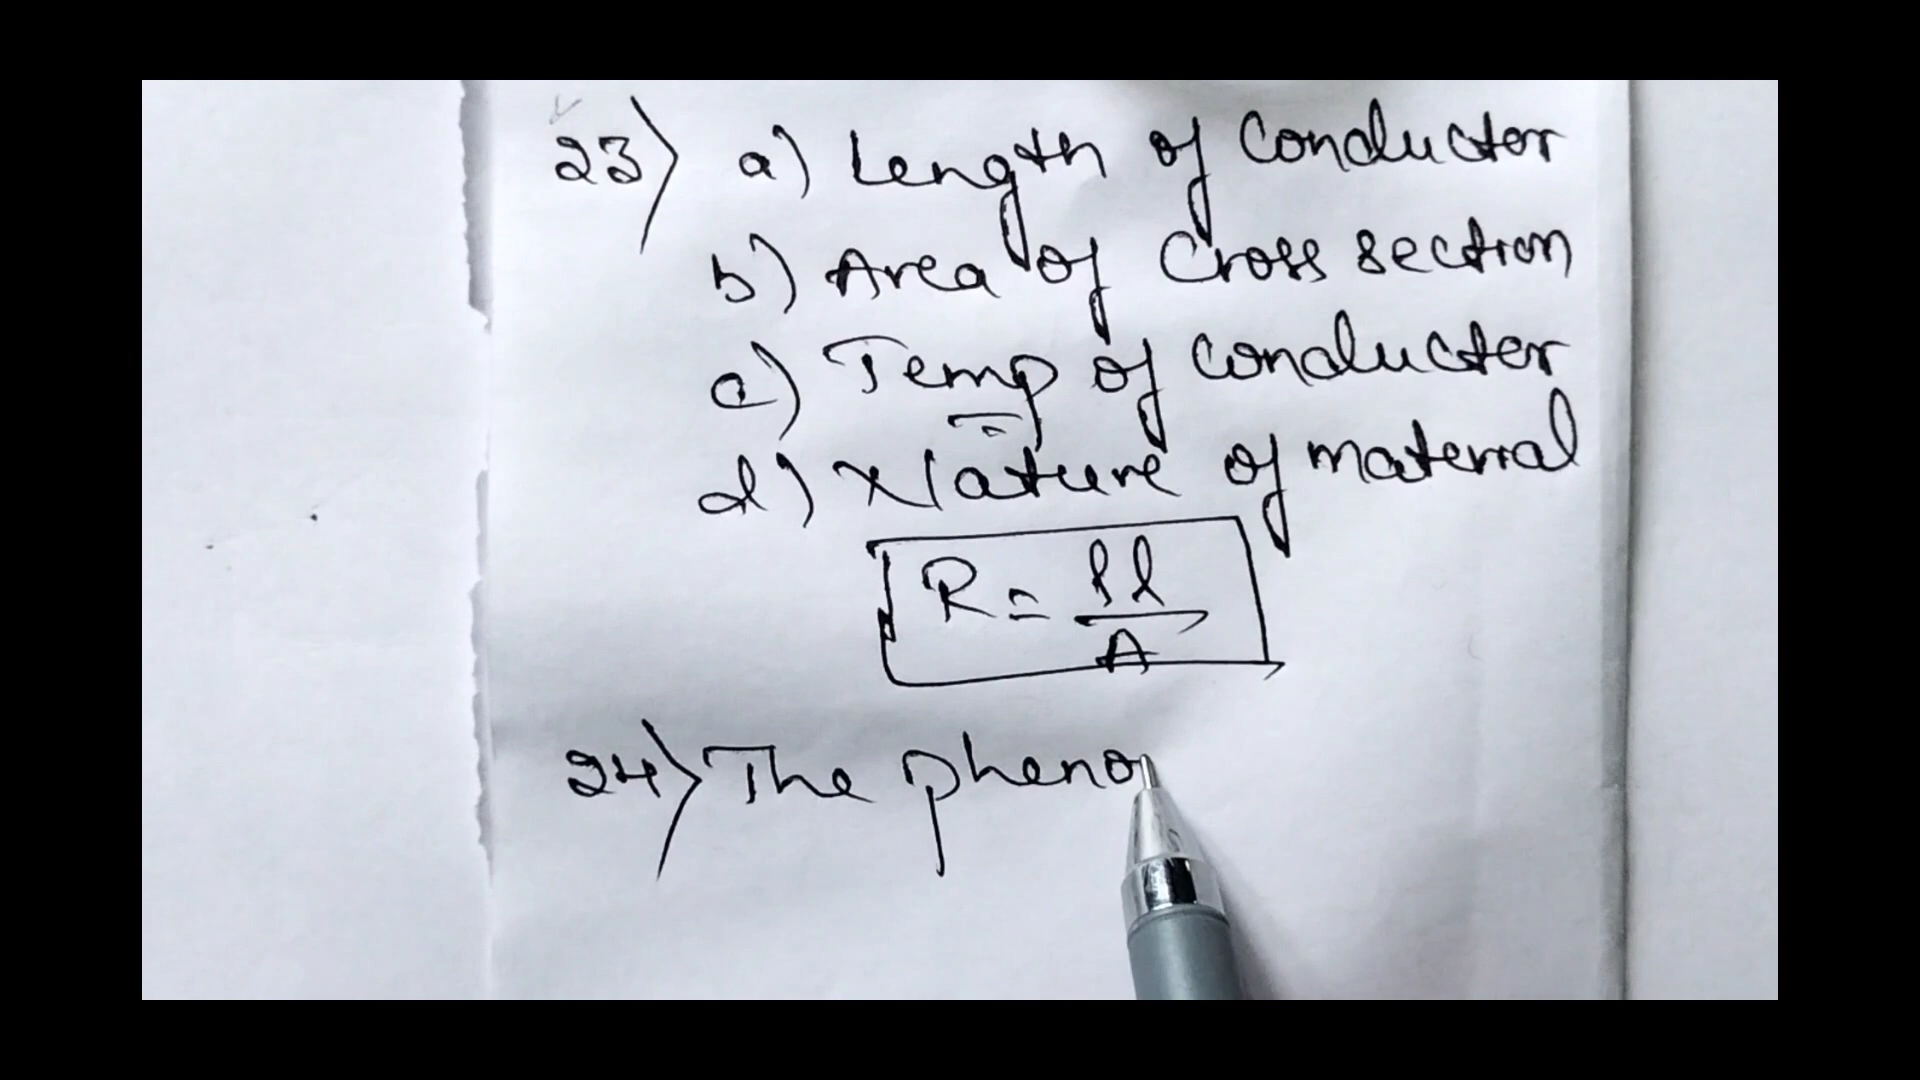 23) a) Length of conductor
b) Area of cross section
c) Temp of conductor
d) Nature of material
R = ρl/A
24) The pheno